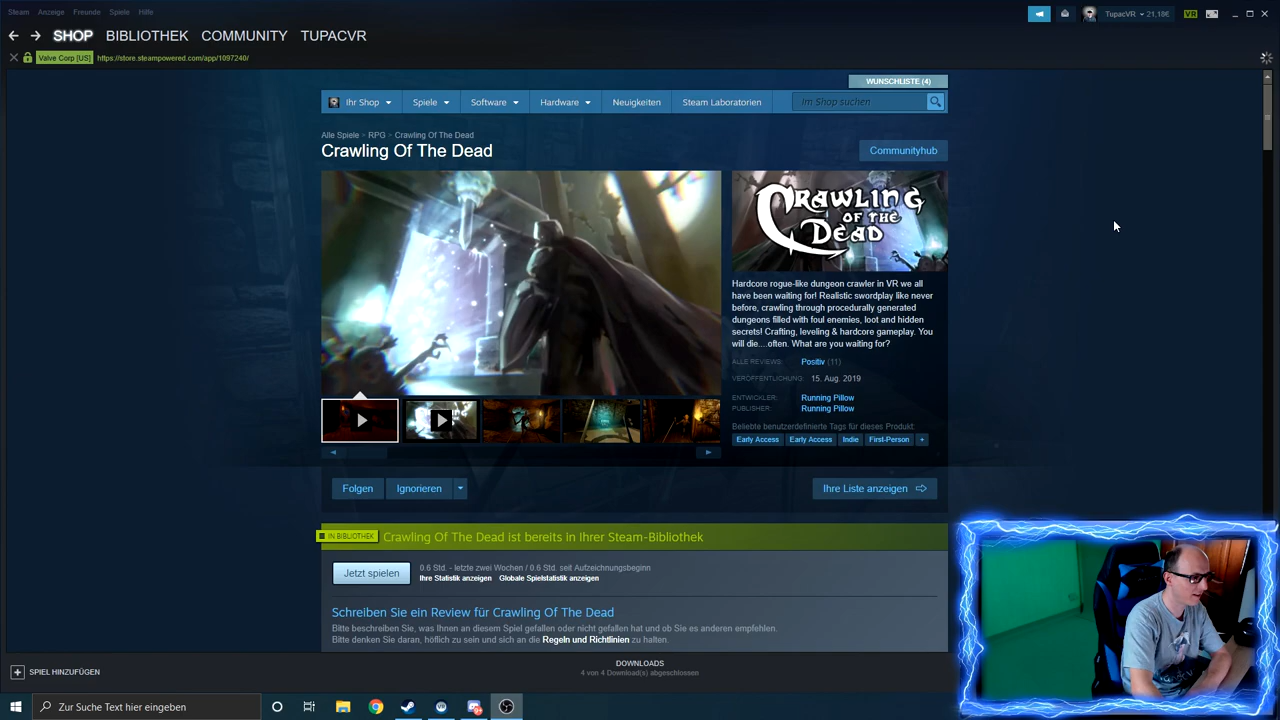 Steam Anzeige Freunde Spiele Hilfe
TupacVR 21,18€ VR
SHOP BIBLIOTHEK COMMUNITY TUPACVR
Valve Corp [US] https://store.steampowered.com/app/1097240/
WUNSCHLISTE (4)
Ihr Shop Spiele Software Hardware Neuigkeiten Steam Laboratorien Im Shop suchen
Alle Spiele > RPG > Crawling Of The Dead
Crawling Of The Dead
Communityhub
CRAWLING
OF THE
DEAD
Hardcore rogue-like dungeon crawler in VR we all
have been waiting for! Realistic swordplay like never
before, crawling through procedurally generated
dungeons filled with foul enemies, loot and hidden
secrets! Crafting, leveling & hardcore gameplay. You
will die....often. What are you waiting for?
ALLE REVIEWS: Positiv (11)
VERÖFFENTLICHUNG: 15. Aug. 2019
ENTWICKLER: Running Pillow
PUBLISHER: Running Pillow
Beliebte benutzerdefinierte Tags für dieses Produkt:
Early Access Early Access Indie First-Person +
Folgen Ignorieren Ihre Liste anzeigen
IN BIBLIOTHEK Crawling Of The Dead ist bereits in Ihrer Steam-Bibliothek
Jetzt spielen
0.6 Std. - letzte zwei Wochen / 0.6 Std. seit Aufzeichnungsbeginn
Ihre Statistik anzeigen Globale Spielstatistik anzeigen
Schreiben Sie ein Review für Crawling Of The Dead
Bitte beschreiben Sie, was Ihnen an diesem Spiel gefallen oder nicht gefallen hat und ob Sie es anderen empfehlen.
Bitte denken Sie daran, höflich zu sein und sich an die Regeln und Richtlinien zu halten.
SPIEL HINZUFÜGEN
DOWNLOADS
4 von 4 Download(s) abgeschlossen
Zur Suche Text hier eingeben